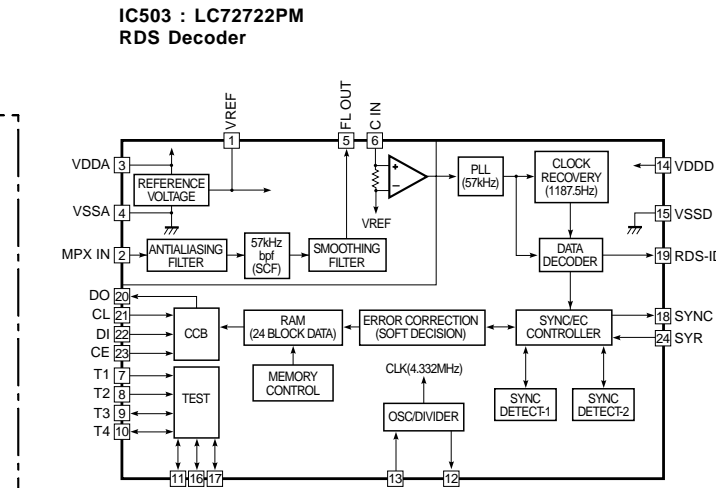 IC503 : LC72722PM
RDS Decoder
VREF
FL OUT
C IN
1
5
6
VDDA 3
REFERENCE
VOLTAGE
VSSA 4
+
–
VREF
PLL
(57kHz)
CLOCK
RECOVERY
(1187.5Hz)
14 VDDD
15 VSSD
MPX IN 2
ANTIALIASING
FILTER
57kHz
bpf
(SCF)
SMOOTHING
FILTER
DATA
DECODER
19 RDS-ID
DO 20
CL 21
DI 22
CE 23
CCB
RAM
(24 BLOCK DATA)
ERROR CORRECTION
(SOFT DECISION)
SYNC/EC
CONTROLLER
18 SYNC
24 SYR
T1 7
T2 8
T3 9
T4 10
TEST
MEMORY
CONTROL
CLK(4.332MHz)
OSC/DIVIDER
SYNC
DETECT-1
SYNC
DETECT-2
11 16 17
13
12